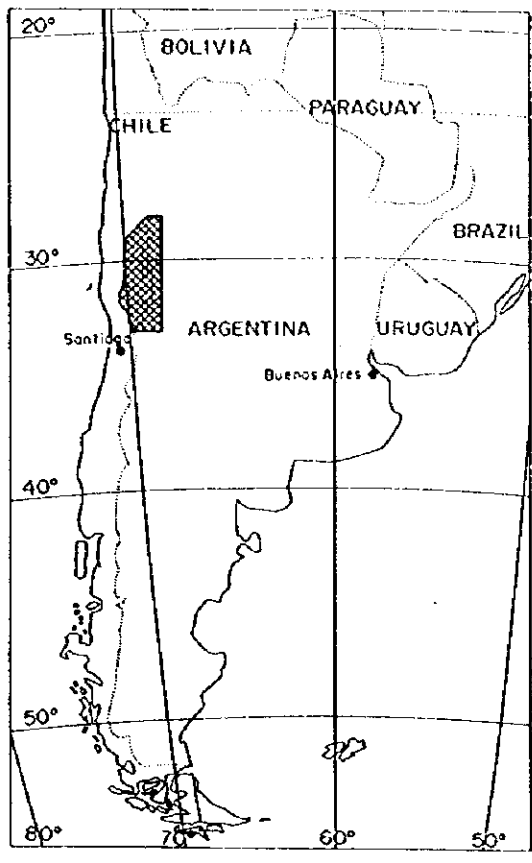 20°
BOLIVIA
PARAGUAY
CHILE
BRAZIL
30°
ARGENTINA
URUGUAY
Santiago
Buenos Aires
40°
50°
80°
70°
60°
50°